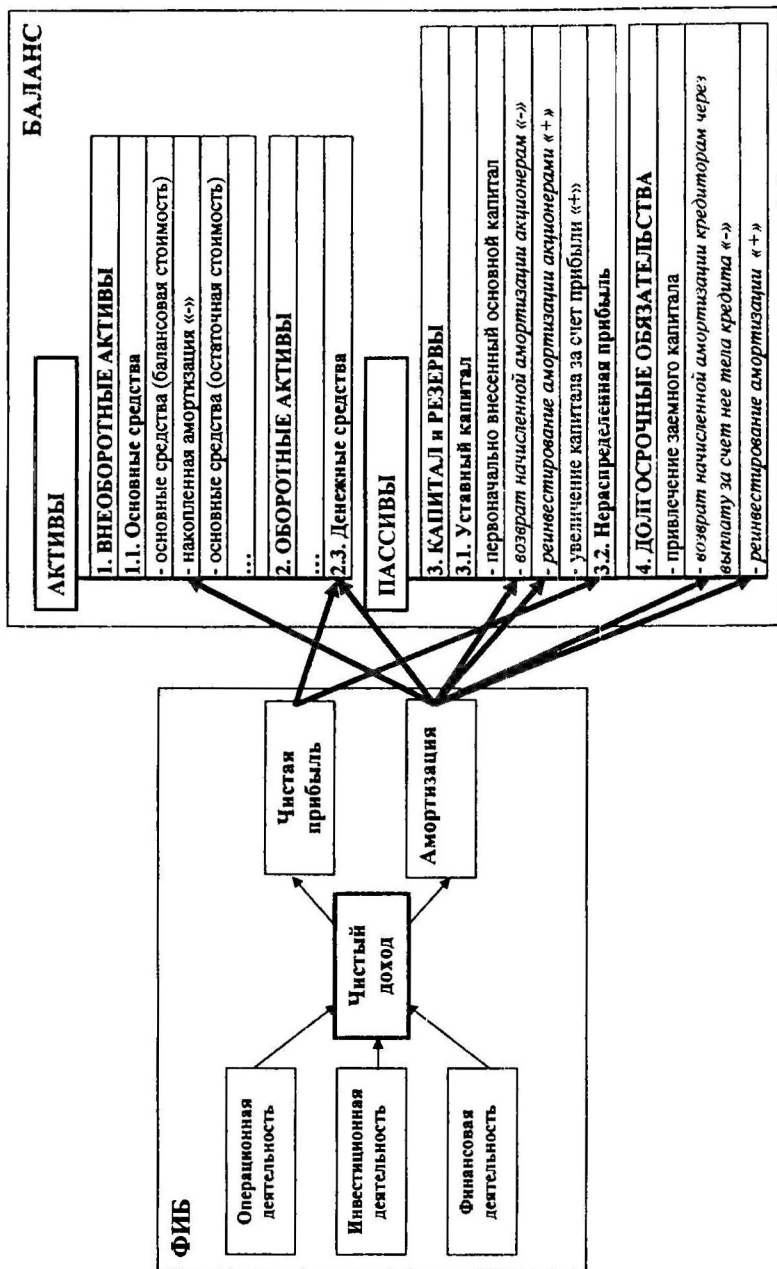 ФИБ
Операционная
деятельность
Инвестиционная
деятельность
Финансовая
деятельность
Чистый
доход
Чистая
прибыль
Амортизация
БАЛАНС
АКТИВЫ
1. ВНЕОБОРОТНЫЕ АКТИВЫ
1.1. Основные средства
- основные средства (балансовая стоимость)
- накопленная амортизация «-»
- основные средства (остаточная стоимость)
...
2. ОБОРОТНЫЕ АКТИВЫ
...
2.3. Денежные средства
ПАССИВЫ
3. КАПИТАЛ и РЕЗЕРВЫ
3.1. Уставный капитал
- первоначально внесенный основной капитал
- возврат начисленной амортизации акционерам «-»
- реинвестирование амортизации акционерами «+»
- увеличение капитала за счет прибыли «+»
3.2. Нераспределенная прибыль
4. ДОЛГОСРОЧНЫЕ ОБЯЗАТЕЛЬСТВА
- привлечение заемного капитала
- возврат начисленной амортизации кредиторам через
выплату за счет нее тела кредита «-»
- реинвестирование амортизации «+»